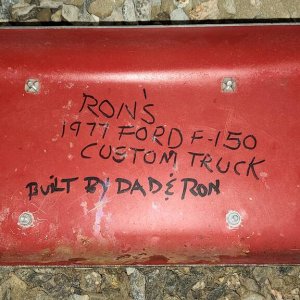 RON'S
1977 FORD F-150
CUSTOM TRUCK
BUILT BY DAD & RON